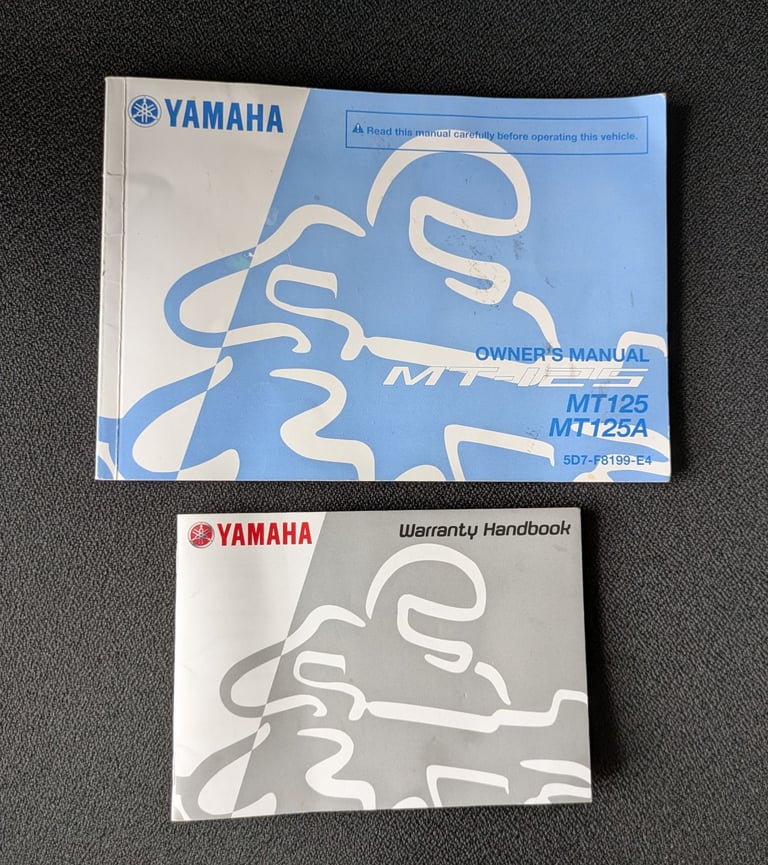 YAMAHA
Read this manual carefully before operating this vehicle.
OWNER'S MANUAL
MT-125
MT125
MT125A
5D7-F8199-E4
YAMAHA
Warranty Handbook